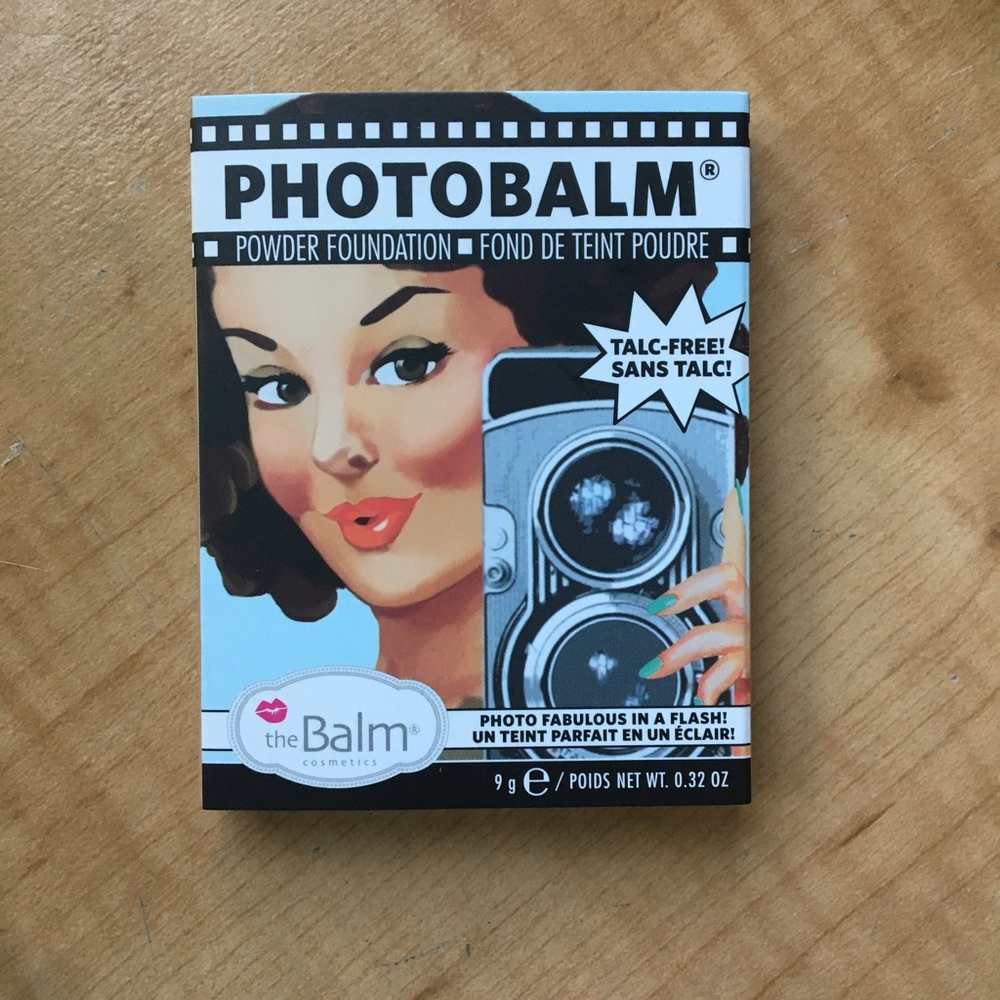 PHOTOBALM®
POWDER FOUNDATION ▪ FOND DE TEINT POUDRE
TALC-FREE!
SANS TALC!
PHOTO FABULOUS IN A FLASH!
UN TEINT PARFAIT EN UN ÉCLAIR!
theBalm®
cosmetics
9 g ℮ / POIDS NET WT. 0.32 OZ